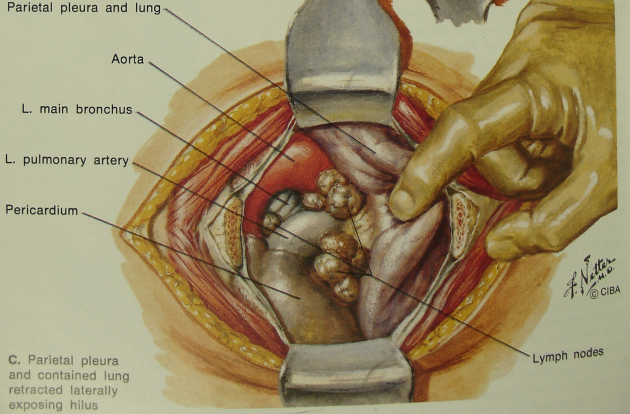 Parietal pleura and lung
Aorta
L. main bronchus
L. pulmonary artery
Pericardium
F. Netter
M.D.
© CIBA
Lymph nodes
C. Parietal pleura
and contained lung
retracted laterally
exposing hilus